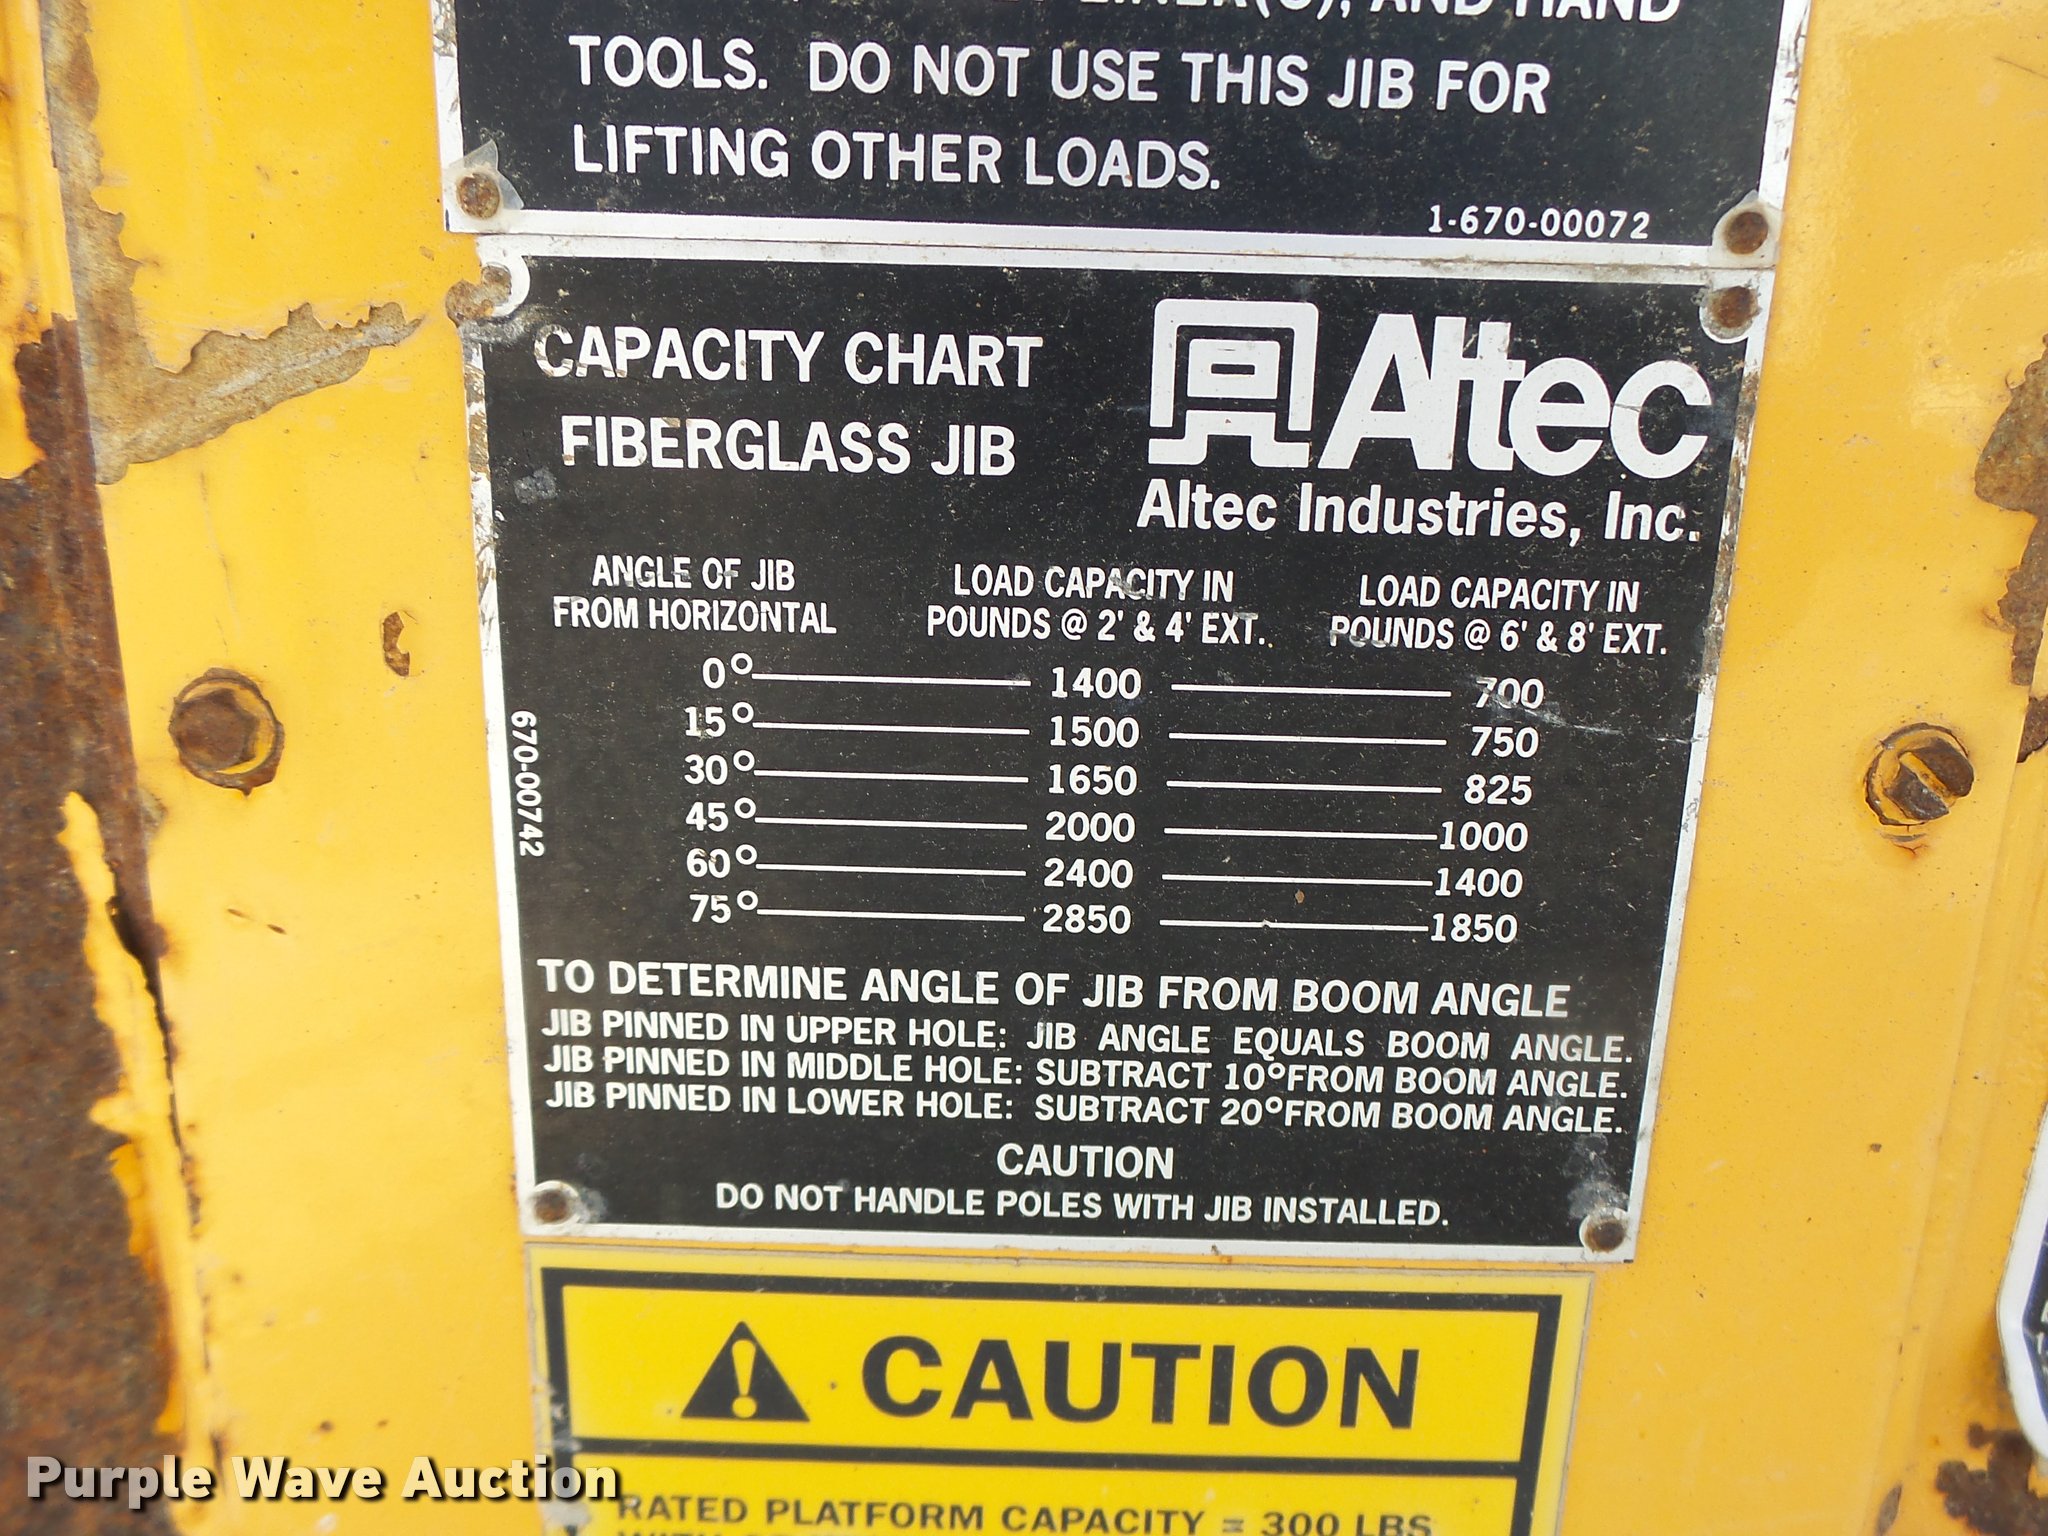 AND HAND
TOOLS. DO NOT USE THIS JIB FOR
LIFTING OTHER LOADS.
1-670-00072
CAPACITY CHART
FIBERGLASS JIB
Altec
Altec Industries, Inc.
ANGLE OF JIB FROM HORIZONTAL
LOAD CAPACITY IN POUNDS @ 2' & 4' EXT.
LOAD CAPACITY IN POUNDS @ 6' & 8' EXT.
0° 1400 700
15° 1500 750
30° 1650 825
45° 2000 1000
60° 2400 1400
75° 2850 1850
670-00742
TO DETERMINE ANGLE OF JIB FROM BOOM ANGLE
JIB PINNED IN UPPER HOLE: JIB ANGLE EQUALS BOOM ANGLE.
JIB PINNED IN MIDDLE HOLE: SUBTRACT 10° FROM BOOM ANGLE.
JIB PINNED IN LOWER HOLE: SUBTRACT 20° FROM BOOM ANGLE.
CAUTION
DO NOT HANDLE POLES WITH JIB INSTALLED.
CAUTION
RATED PLATFORM CAPACITY = 300 LBS
Purple Wave Auction